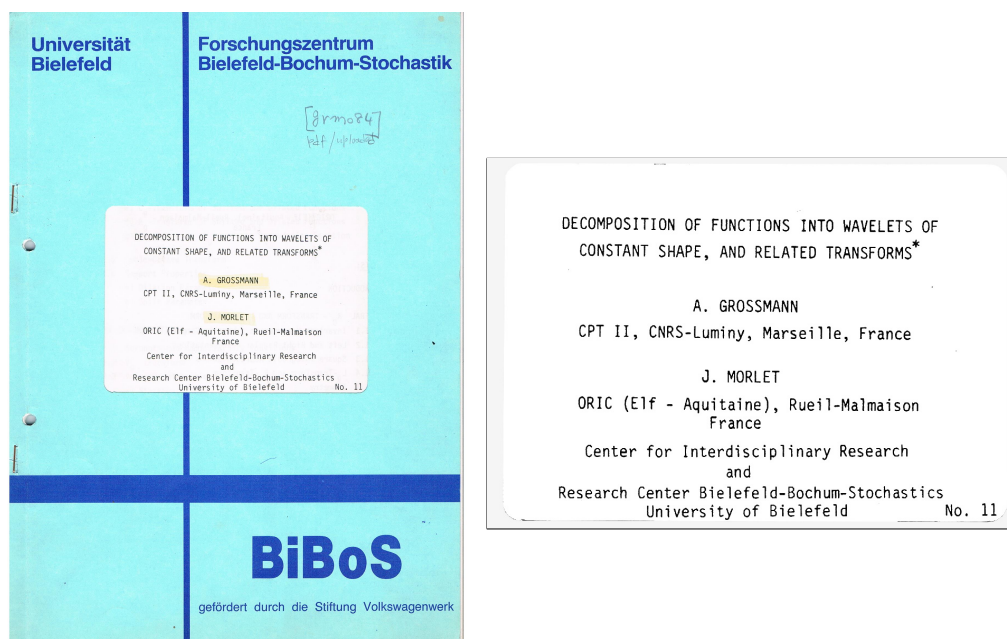 Universität
Bielefeld
Forschungszentrum
Bielefeld-Bochum-Stochastik
[grmo84]
pdf/uploaded
DECOMPOSITION OF FUNCTIONS INTO WAVELETS OF
CONSTANT SHAPE, AND RELATED TRANSFORMS*
A. GROSSMANN
CPT II, CNRS-Luminy, Marseille, France
J. MORLET
ORIC (Elf - Aquitaine), Rueil-Malmaison
France
Center for Interdisciplinary Research
and
Research Center Bielefeld-Bochum-Stochastics
University of Bielefeld No. 11
BiBoS
gefördert durch die Stiftung Volkswagenwerk
DECOMPOSITION OF FUNCTIONS INTO WAVELETS OF
CONSTANT SHAPE, AND RELATED TRANSFORMS*
A. GROSSMANN
CPT II, CNRS-Luminy, Marseille, France
J. MORLET
ORIC (Elf - Aquitaine), Rueil-Malmaison
France
Center for Interdisciplinary Research
and
Research Center Bielefeld-Bochum-Stochastics
University of Bielefeld No. 11